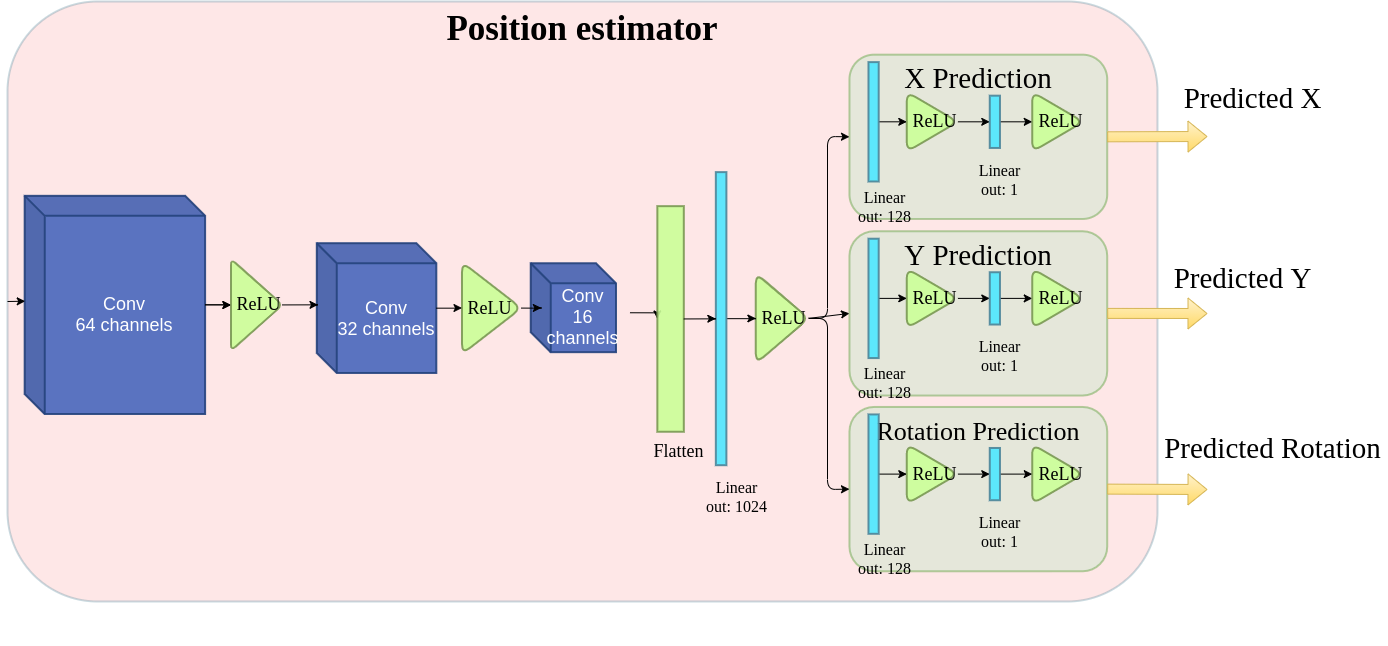 Position estimator
Conv
64 channels
ReLU
Conv
32 channels
ReLU
Conv
16
channels
Flatten
Linear
out: 1024
ReLU
X Prediction
ReLU
ReLU
Linear
out: 1
Linear
out: 128
Predicted X
Y Prediction
ReLU
ReLU
Linear
out: 1
Linear
out: 128
Predicted Y
Rotation Prediction
ReLU
ReLU
Linear
out: 1
Linear
out: 128
Predicted Rotation